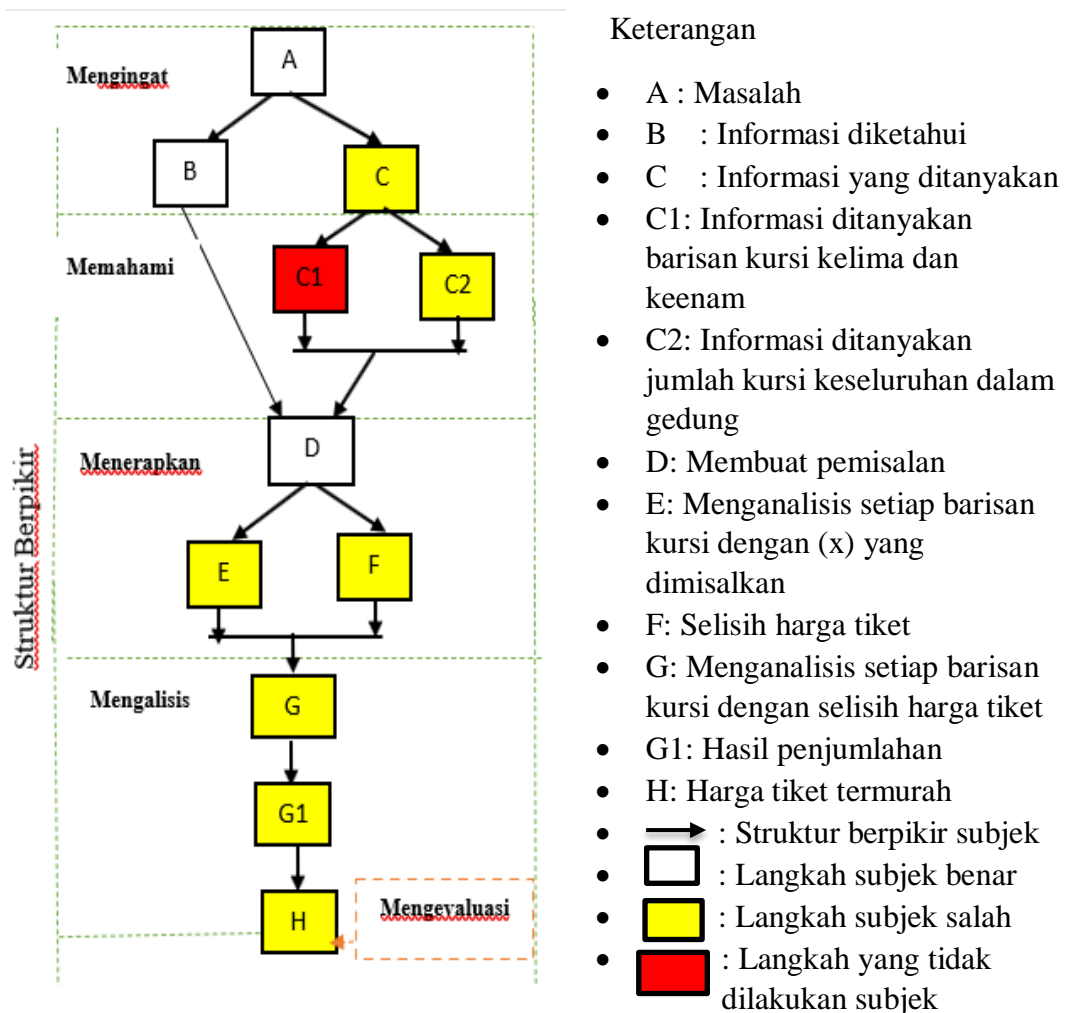 Struktur Berpikir
Mengingat
A
B
C
Memahami
C1
C2
Menerapkan
D
E
F
Mengalisis
G
G1
H
Mengevaluasi
Keterangan
• A : Masalah
• B : Informasi diketahui
• C : Informasi yang ditanyakan
• C1: Informasi ditanyakan
barisan kursi kelima dan
keenam
• C2: Informasi ditanyakan
jumlah kursi keseluruhan dalam
gedung
• D: Membuat pemisalan
• E: Menganalisis setiap barisan
kursi dengan (x) yang
dimisalkan
• F: Selisih harga tiket
• G: Menganalisis setiap barisan
kursi dengan selisih harga tiket
• G1: Hasil penjumlahan
• H: Harga tiket termurah
• : Struktur berpikir subjek
• : Langkah subjek benar
• : Langkah subjek salah
• : Langkah yang tidak
dilakukan subjek